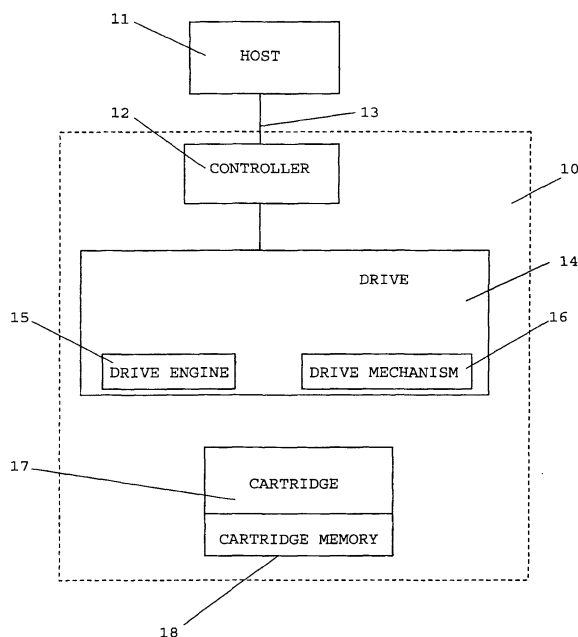 11
HOST
12
13
CONTROLLER
10
14
DRIVE
15
16
DRIVE ENGINE
DRIVE MECHANISM
17
CARTRIDGE
CARTRIDGE MEMORY
18